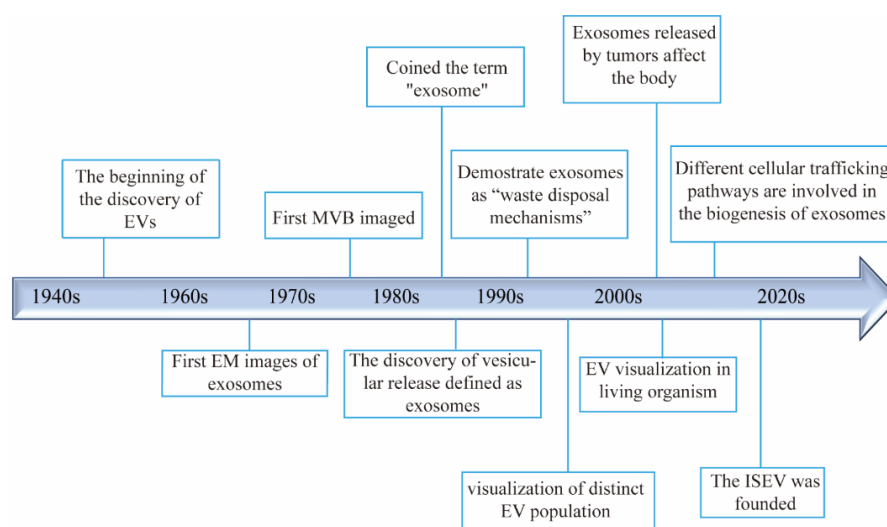 Exosomes released
by tumors affect
the body
Coined the term
"exosome"
The beginning of
the discovery of
EVs
First MVB imaged
Demostrate exosomes
as “waste disposal
mechanisms”
Different cellular trafficking
pathways are involved in
the biogenesis of exosomes
1940s 1960s 1970s 1980s 1990s 2000s 2020s
First EM images of
exosomes
The discovery of vesicu-
lar release defined as
exosomes
EV visualization in
living organism
visualization of distinct
EV population
The ISEV was
founded